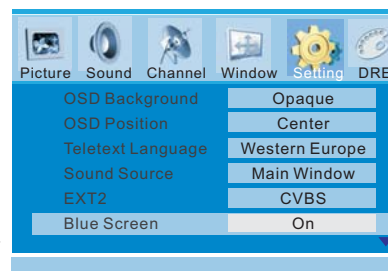 Picture Sound Channel Window Setting DRE
OSD Background Opaque
OSD Position Center
Teletext Language Western Europe
Sound Source Main Window
EXT2 CVBS
Blue Screen On